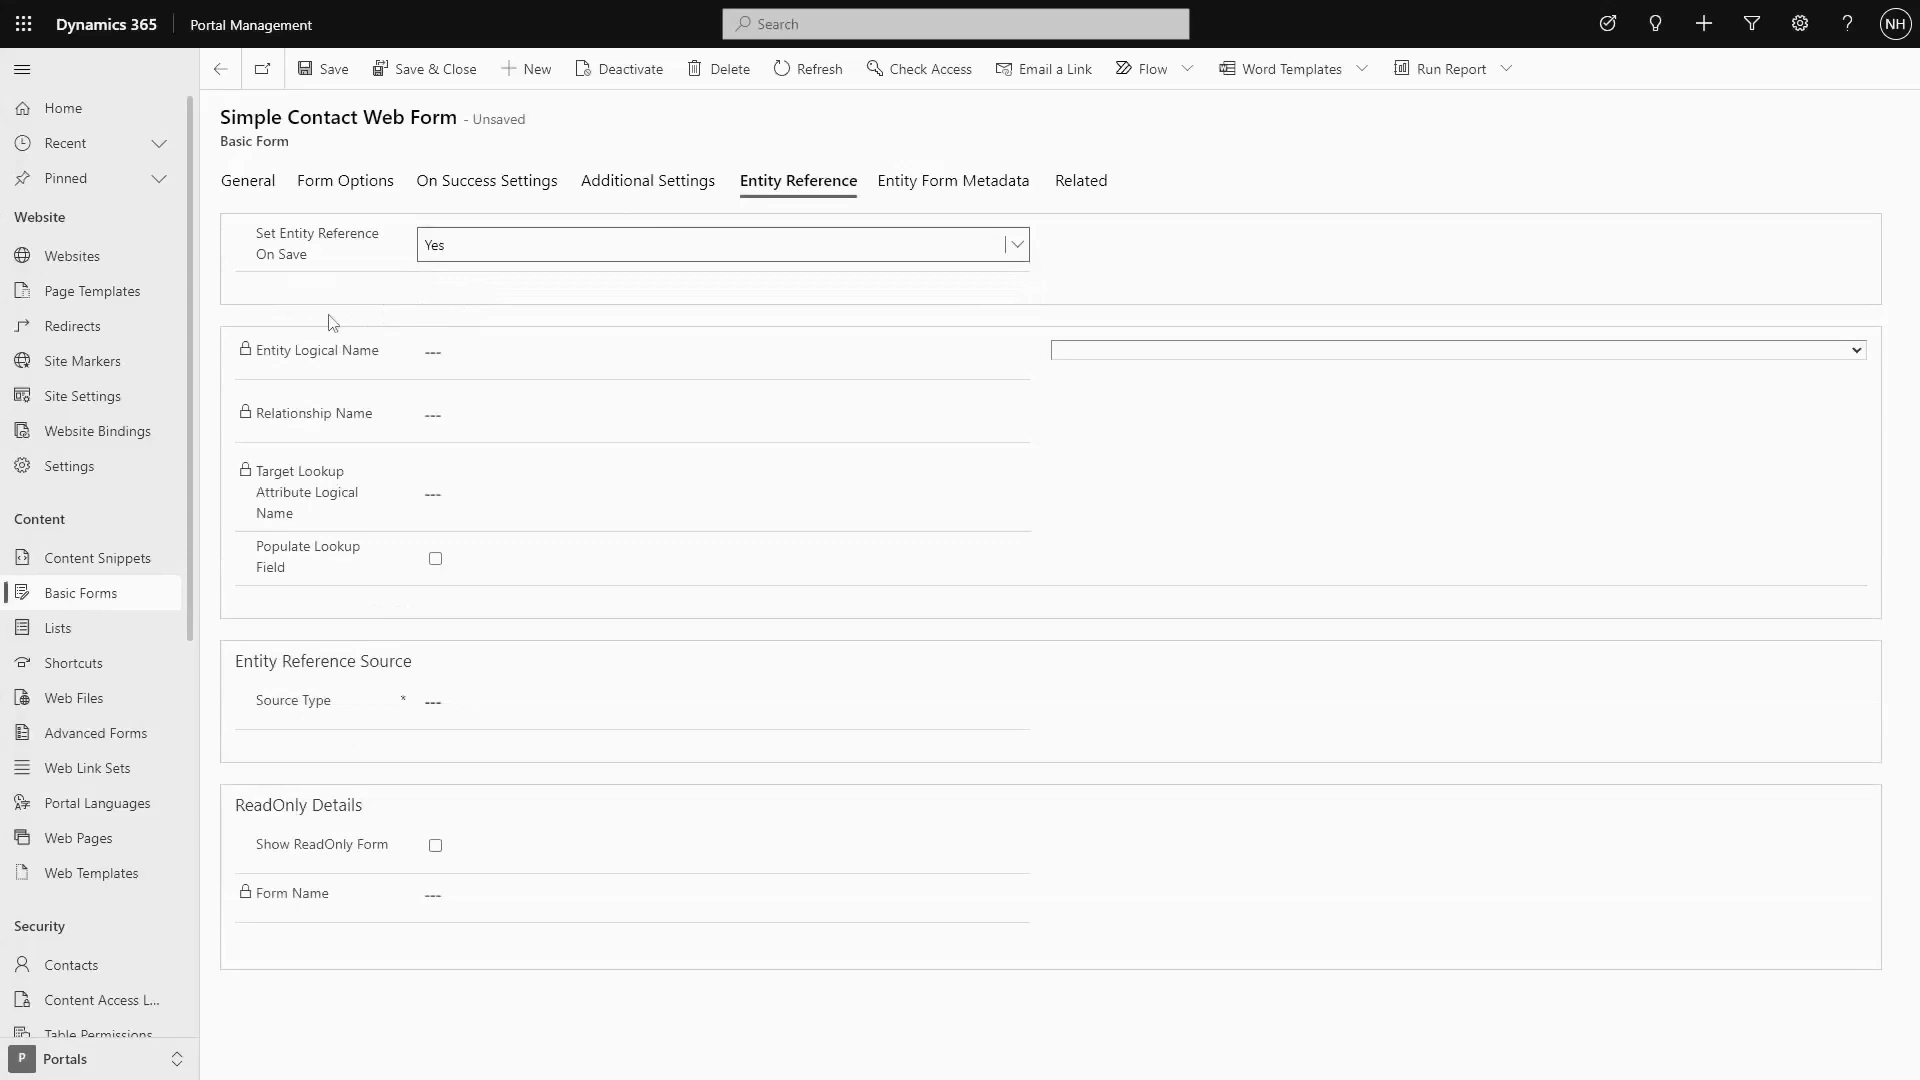 Dynamics 365
Portal Management
Search
NH
Save
Save & Close
New
Deactivate
Delete
Refresh
Check Access
Email a Link
Flow
Word Templates
Run Report
Home
Recent
Pinned
Website
Websites
Page Templates
Redirects
Site Markers
Site Settings
Website Bindings
Settings
Content
Content Snippets
Basic Forms
Lists
Shortcuts
Web Files
Advanced Forms
Web Link Sets
Portal Languages
Web Pages
Web Templates
Security
Contacts
Content Access L...
Table Permissions
P
Portals
Simple Contact Web Form - Unsaved
Basic Form
General
Form Options
On Success Settings
Additional Settings
Entity Reference
Entity Form Metadata
Related
Set Entity Reference
On Save
Yes
Entity Logical Name
---
Relationship Name
---
Target Lookup
Attribute Logical
Name
---
Populate Lookup
Field
Entity Reference Source
Source Type *
---
ReadOnly Details
Show ReadOnly Form
Form Name
---